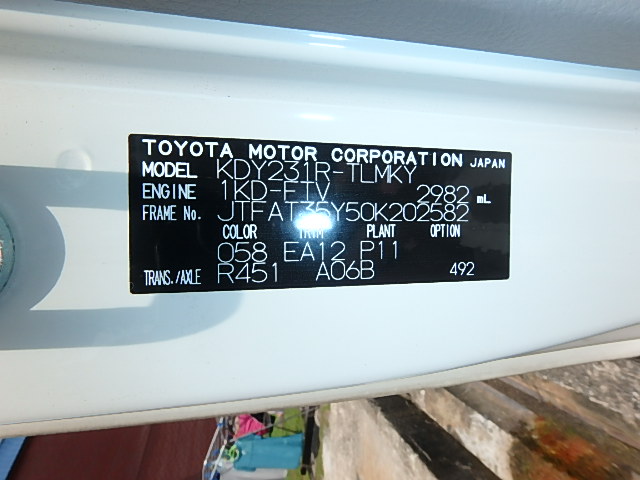 TOYOTA MOTOR CORPORATION JAPAN
MODEL KDY231R-TLMKY
ENGINE 1KD-FTV 2982 mL
FRAME No. JTFAT35Y50K202582
COLOR TRIM PLANT OPTION
058 EA12 P11
TRANS./AXLE R451 A06B 492